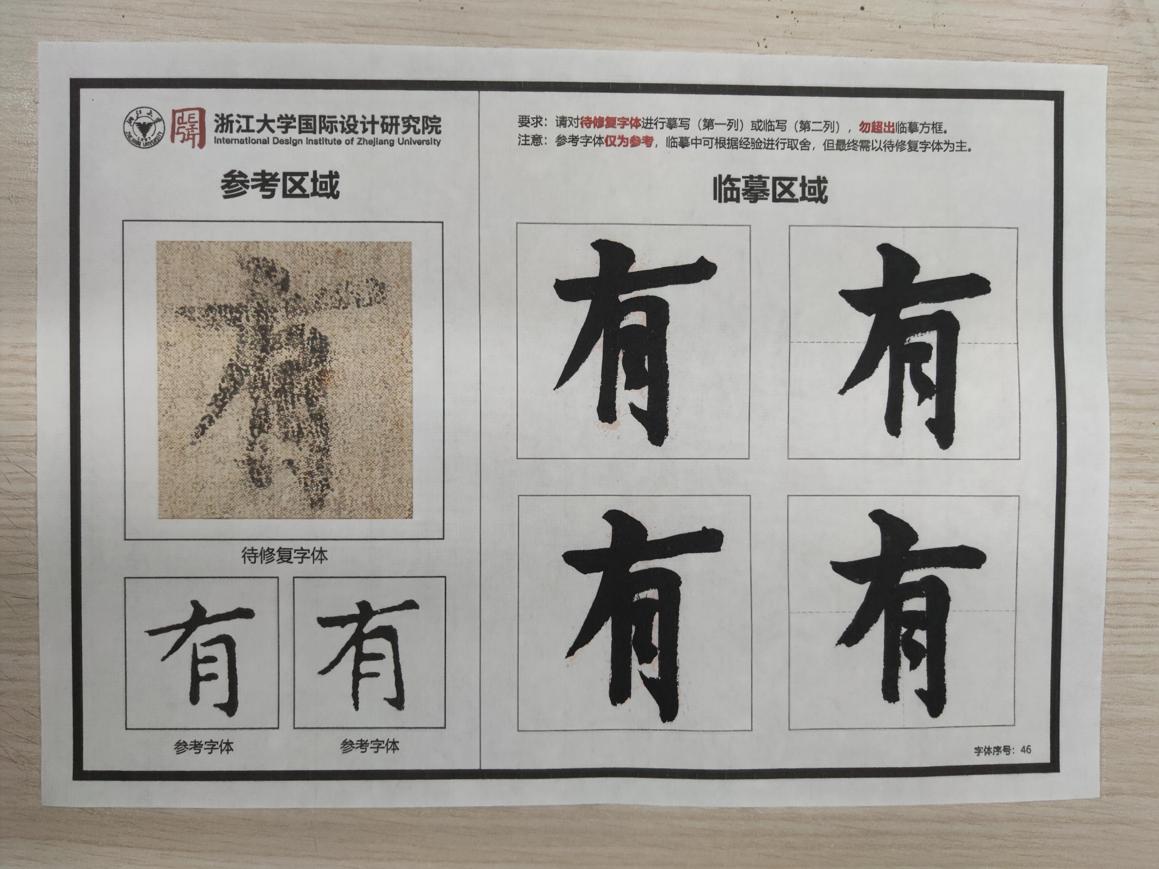 浙江大学国际设计研究院
International Design Institute of Zhejiang University
参考区域
有
待修复字体
有
有
参考字体
参考字体
要求：请对待修复字体进行摹写（第一列）或临写（第二列），勿超出临摹方框。
注意：参考字体仅为参考，临摹中可根据经验进行取舍，但最终需以待修复字体为主。
临摹区域
有
有
有
有
字体序号：46